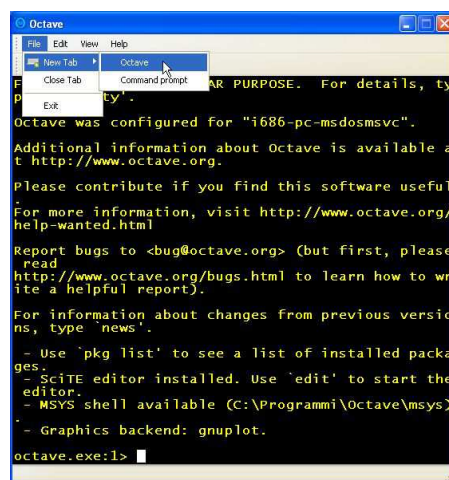 Octave
File Edit View Help
New Tab Octave
Close Tab Command prompt
Exit
F AR PURPOSE. For details, ty
p ty'.
Octave was configured for "i686-pc-msdosmsvc".
Additional information about Octave is available a
t http://www.octave.org.
Please contribute if you find this software useful
.
For more information, visit http://www.octave.org/
help-wanted.html
Report bugs to <bug@octave.org> (but first, please
 read
http://www.octave.org/bugs.html to learn how to wr
ite a helpful report).
For information about changes from previous versio
ns, type `news'.
 - Use `pkg list' to see a list of installed packa
ges.
 - SciTE editor installed. Use `edit' to start the
 editor.
 - MSYS shell available (C:\Programmi\Octave\msys)
.
 - Graphics backend: gnuplot.
octave.exe:1>